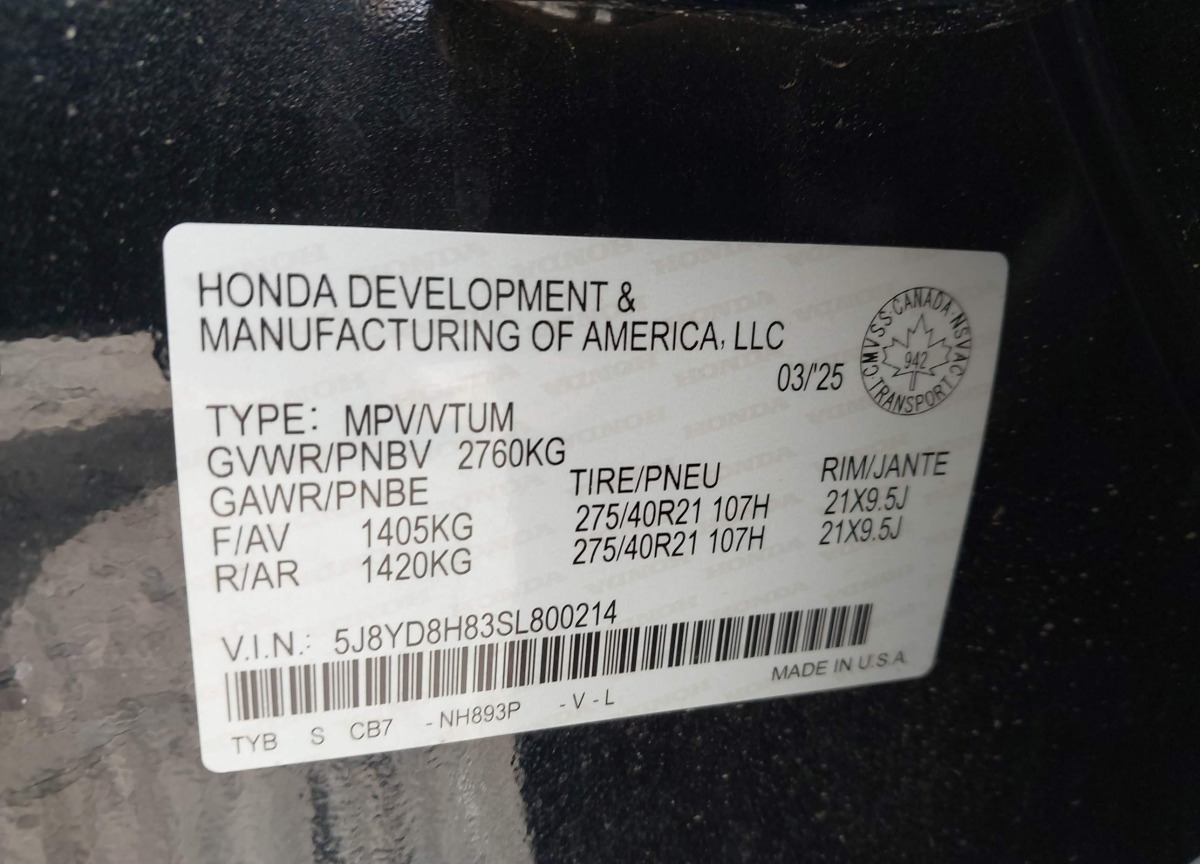 HONDA DEVELOPMENT &
MANUFACTURING OF AMERICA, LLC
03/'25
CMVSS·CANADA·NSVAC
942
TRANSPORT
TYPE: MPV/VTUM
GVWR/PNBV 2760KG
GAWR/PNBE TIRE/PNEU RIM/JANTE
F/AV 1405KG 275/40R21 107H 21X9.5J
R/AR 1420KG 275/40R21 107H 21X9.5J
V.I.N.: 5J8YD8H83SL800214
MADE IN U.S.A.
TYB S CB7 -NH893P -V-L